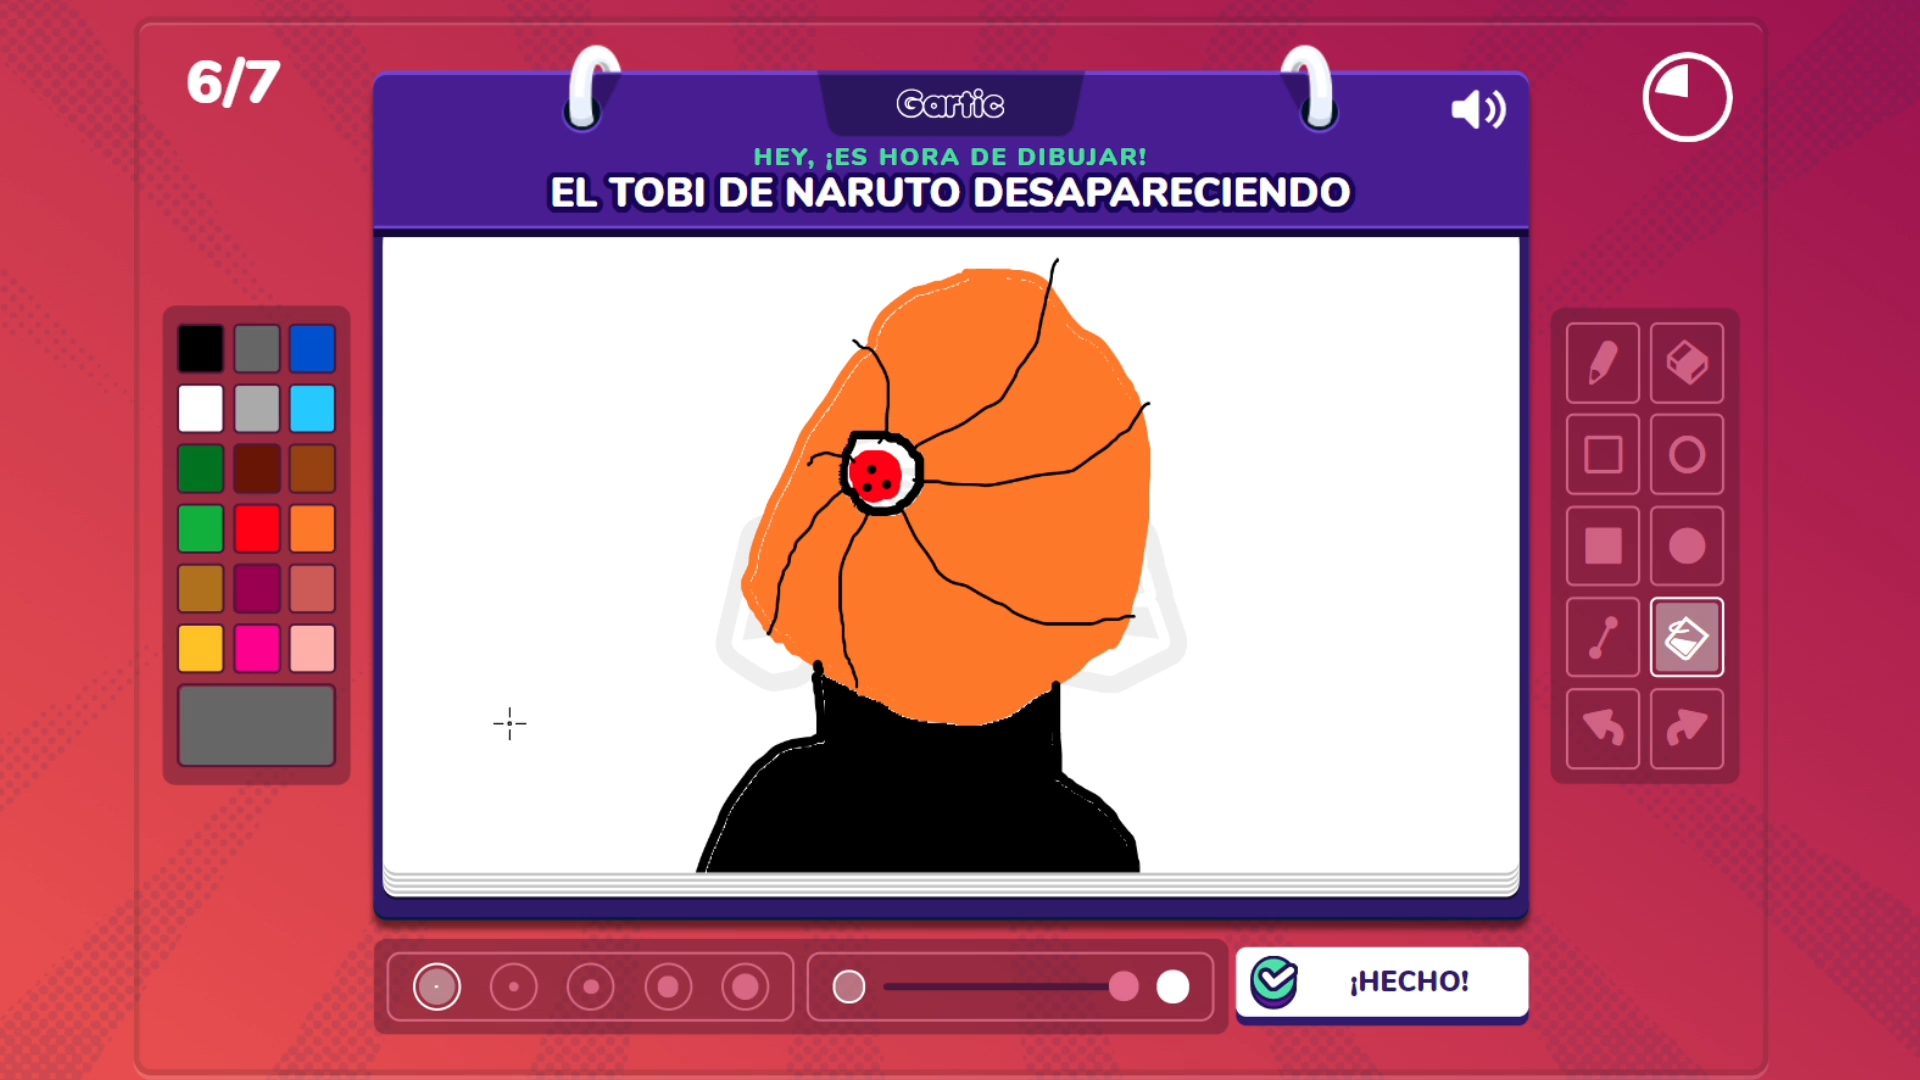 6/7
Gartic
HEY, ¡ES HORA DE DIBUJAR!
EL TOBI DE NARUTO DESAPARECIENDO
¡HECHO!